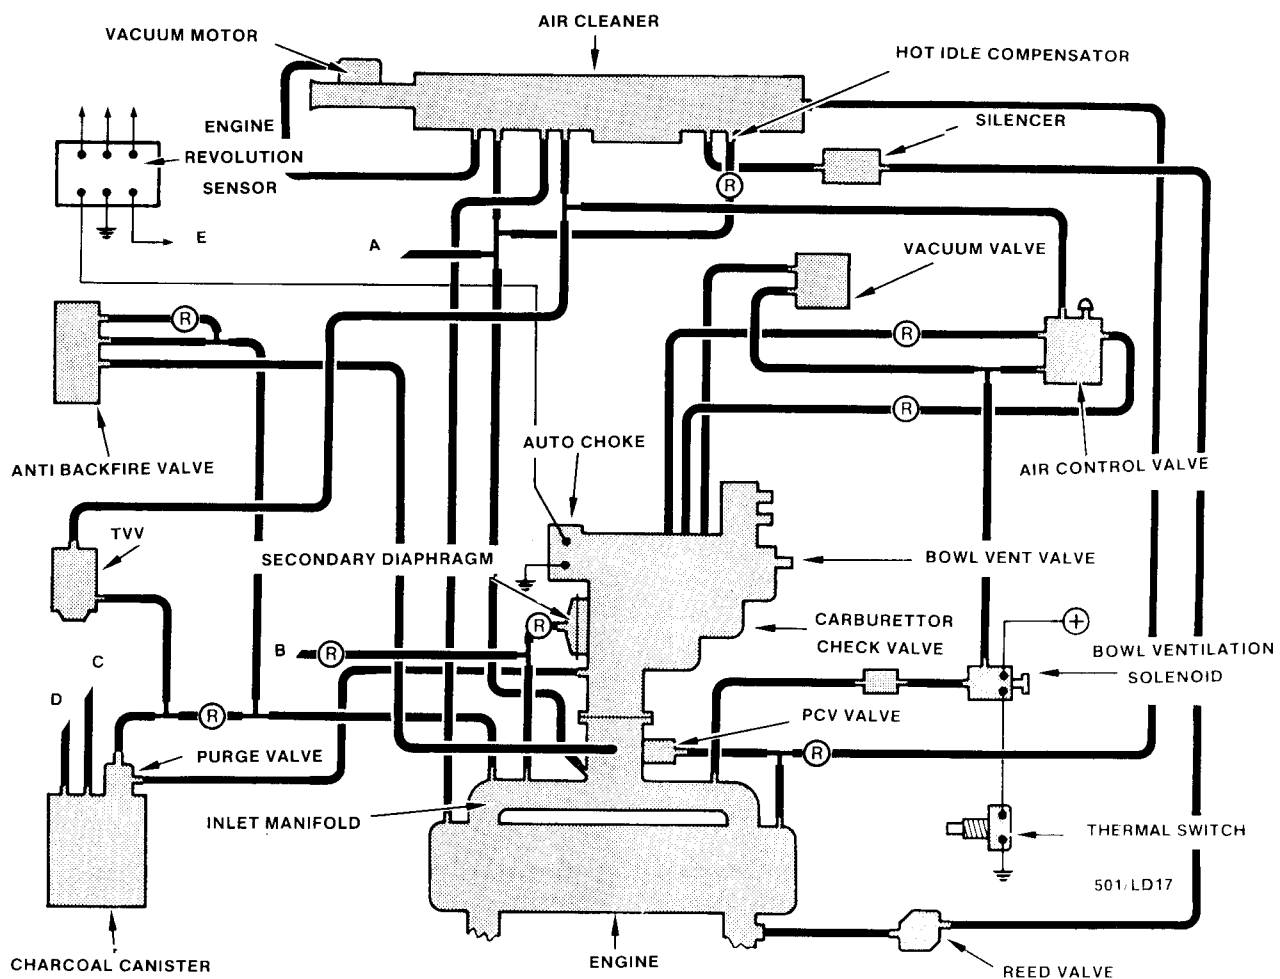 AIR CLEANER
VACUUM MOTOR
HOT IDLE COMPENSATOR
SILENCER
ENGINE
REVOLUTION
SENSOR
R
E
A
VACUUM VALVE
R
R
R
ANTI BACKFIRE VALVE
AUTO CHOKE
AIR CONTROL VALVE
TVV
SECONDARY DIAPHRAGM
BOWL VENT VALVE
CARBURETTOR
CHECK VALVE
R
B
R
C
D
BOWL VENTILATION
SOLENOID
+
R
PCV VALVE
R
PURGE VALVE
INLET MANIFOLD
THERMAL SWITCH
501/LD17
CHARCOAL CANISTER
ENGINE
REED VALVE